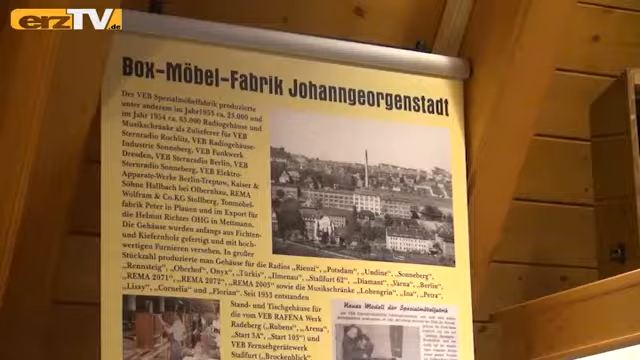 erzTV.de
Box-Möbel-Fabrik Johanngeorgenstadt
Der VEB Spezialmöbelfabrik produzierte
unter anderem im Jahr 1953 ca. 25.000 und
im Jahr 1954 ca. 65.000 Radiogehäuse und
Musikschränke als Zulieferer für VEB
Sternradio Rochlitz, VEB Radiogehäuse-
Industrie Sonneberg, VEB Funkwerk
Dresden, VEB Sternradio Berlin, VEB
Sternradio Sonneberg, VEB Elektro-
Apparate-Werke Berlin-Treptow, Kaiser &
Söhne Hallbach bei Olbernhau, REMA
Wolfram & Co.KG Stollberg, Tonmöbel-
fabrik Peter in Plauen und im Export für
die Helmut Richter OHG in Mettmann.
Die Gehäuse wurden anfangs aus Fichten-
und Kiefernholz gefertigt und mit hoch-
wertigen Furnieren versehen. In großer
Stückzahl produzierte man Gehäuse für die Radios „Rienzi", „Potsdam", „Undine", „Sonneberg",
„Rennsteig", „Oberhof", „Onyx", „Türkis", „Ilmenau", „Staßfurt 62", „Diamant", „Varna", „Berlin",
„REMA 2071", „REMA 2072", „REMA 2003" sowie die Musikschränke „Lohengrin", „Ina", „Petra",
„Lissy", „Cornelia" und „Florian". Seit 1953 entstanden
Stand- und Tischgehäuse für
die vom VEB RAFENA Werk
Radeberg („Rubens", „Arena",
„Start 3A", „Start 103") und
VEB Fernsehgerätewerk
Staßfurt („Brockenblick"
Neues Modell der Spezialmöbelfabrik